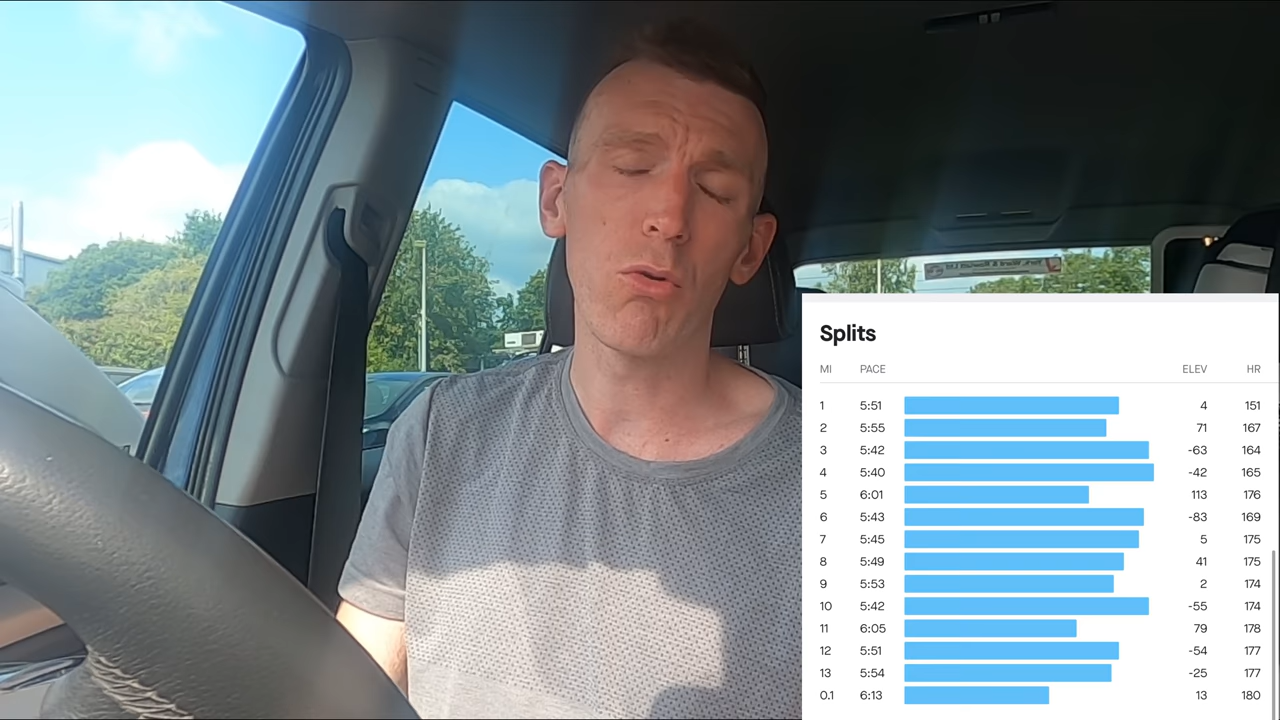 Splits
MI PACE ELEV HR
1 5:51 4 151
2 5:55 71 167
3 5:42 -63 164
4 5:40 -42 165
5 6:01 113 176
6 5:43 -83 169
7 5:45 5 175
8 5:49 41 175
9 5:53 2 174
10 5:42 -55 174
11 6:05 79 178
12 5:51 -54 177
13 5:54 -25 177
0.1 6:13 13 180